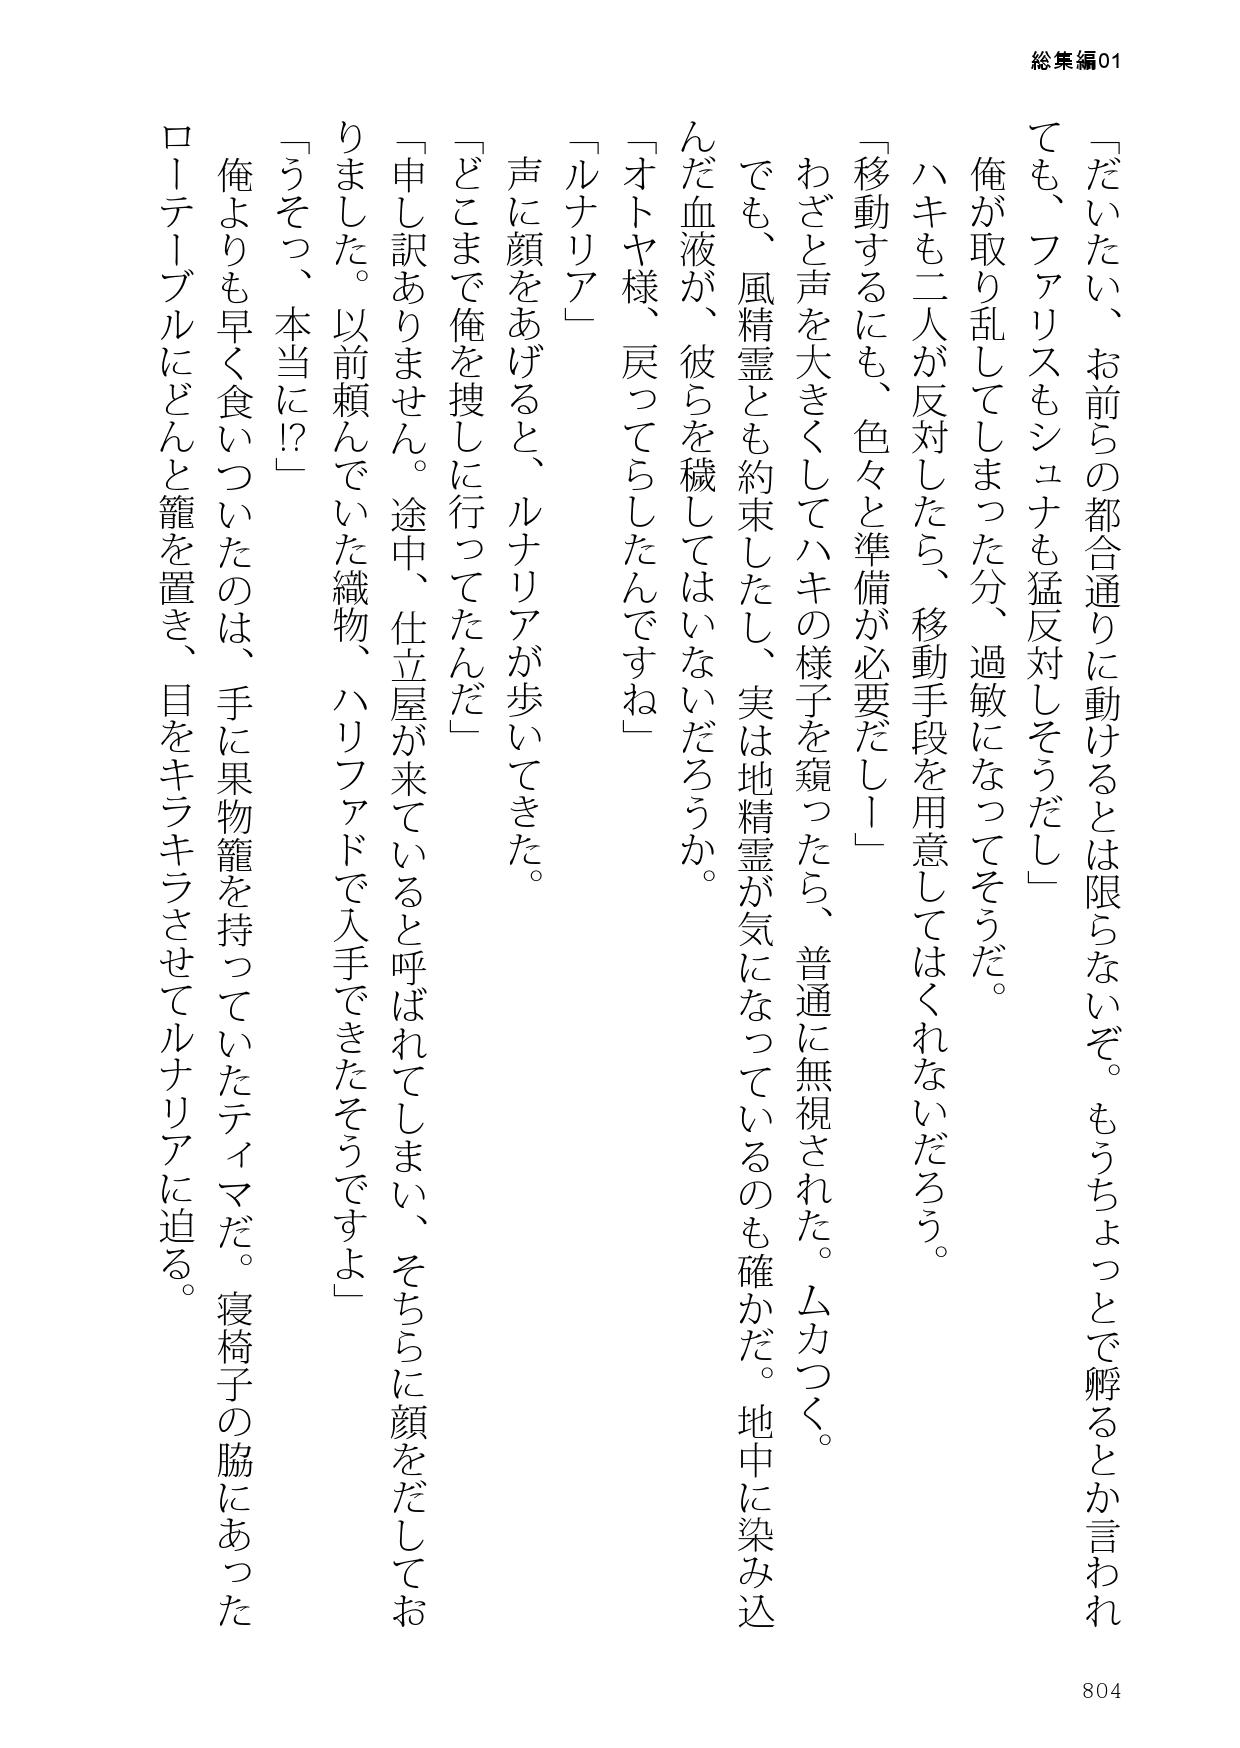 総集編01
「だいたい、お前らの都合通りに動けるとは限らないぞ。もうちょっとで孵るとか言われ
ても、ファリスもシュナも猛反対しそうだし」
　俺が取り乱してしまった分、過敏になってそうだ。
　ハキも二人が反対したら、移動手段を用意してはくれないだろう。
「移動するにも、色々と準備が必要だしー」
　わざと声を大きくしてハキの様子を窺ったら、普通に無視された。ムカつく。
　でも、風精霊とも約束したし、実は地精霊が気になっているのも確かだ。地中に染み込
んだ血液が、彼らを穢してはいないだろうか。
「オトヤ様、戻ってらしたんですね」
「ルナリア」
　声に顔をあげると、ルナリアが歩いてきた。
「どこまで俺を捜しに行ってたんだ」
「申し訳ありません。途中、仕立屋が来ていると呼ばれてしまい、そちらに顔をだしてお
りました。以前頼んでいた織物、ハリファドで入手できたそうですよ」
「うそっ、本当に!?」
　俺よりも早く食いついたのは、手に果物籠を持っていたティマだ。寝椅子の脇にあった
ローテーブルにどんと籠を置き、目をキラキラさせてルナリアに迫る。
804